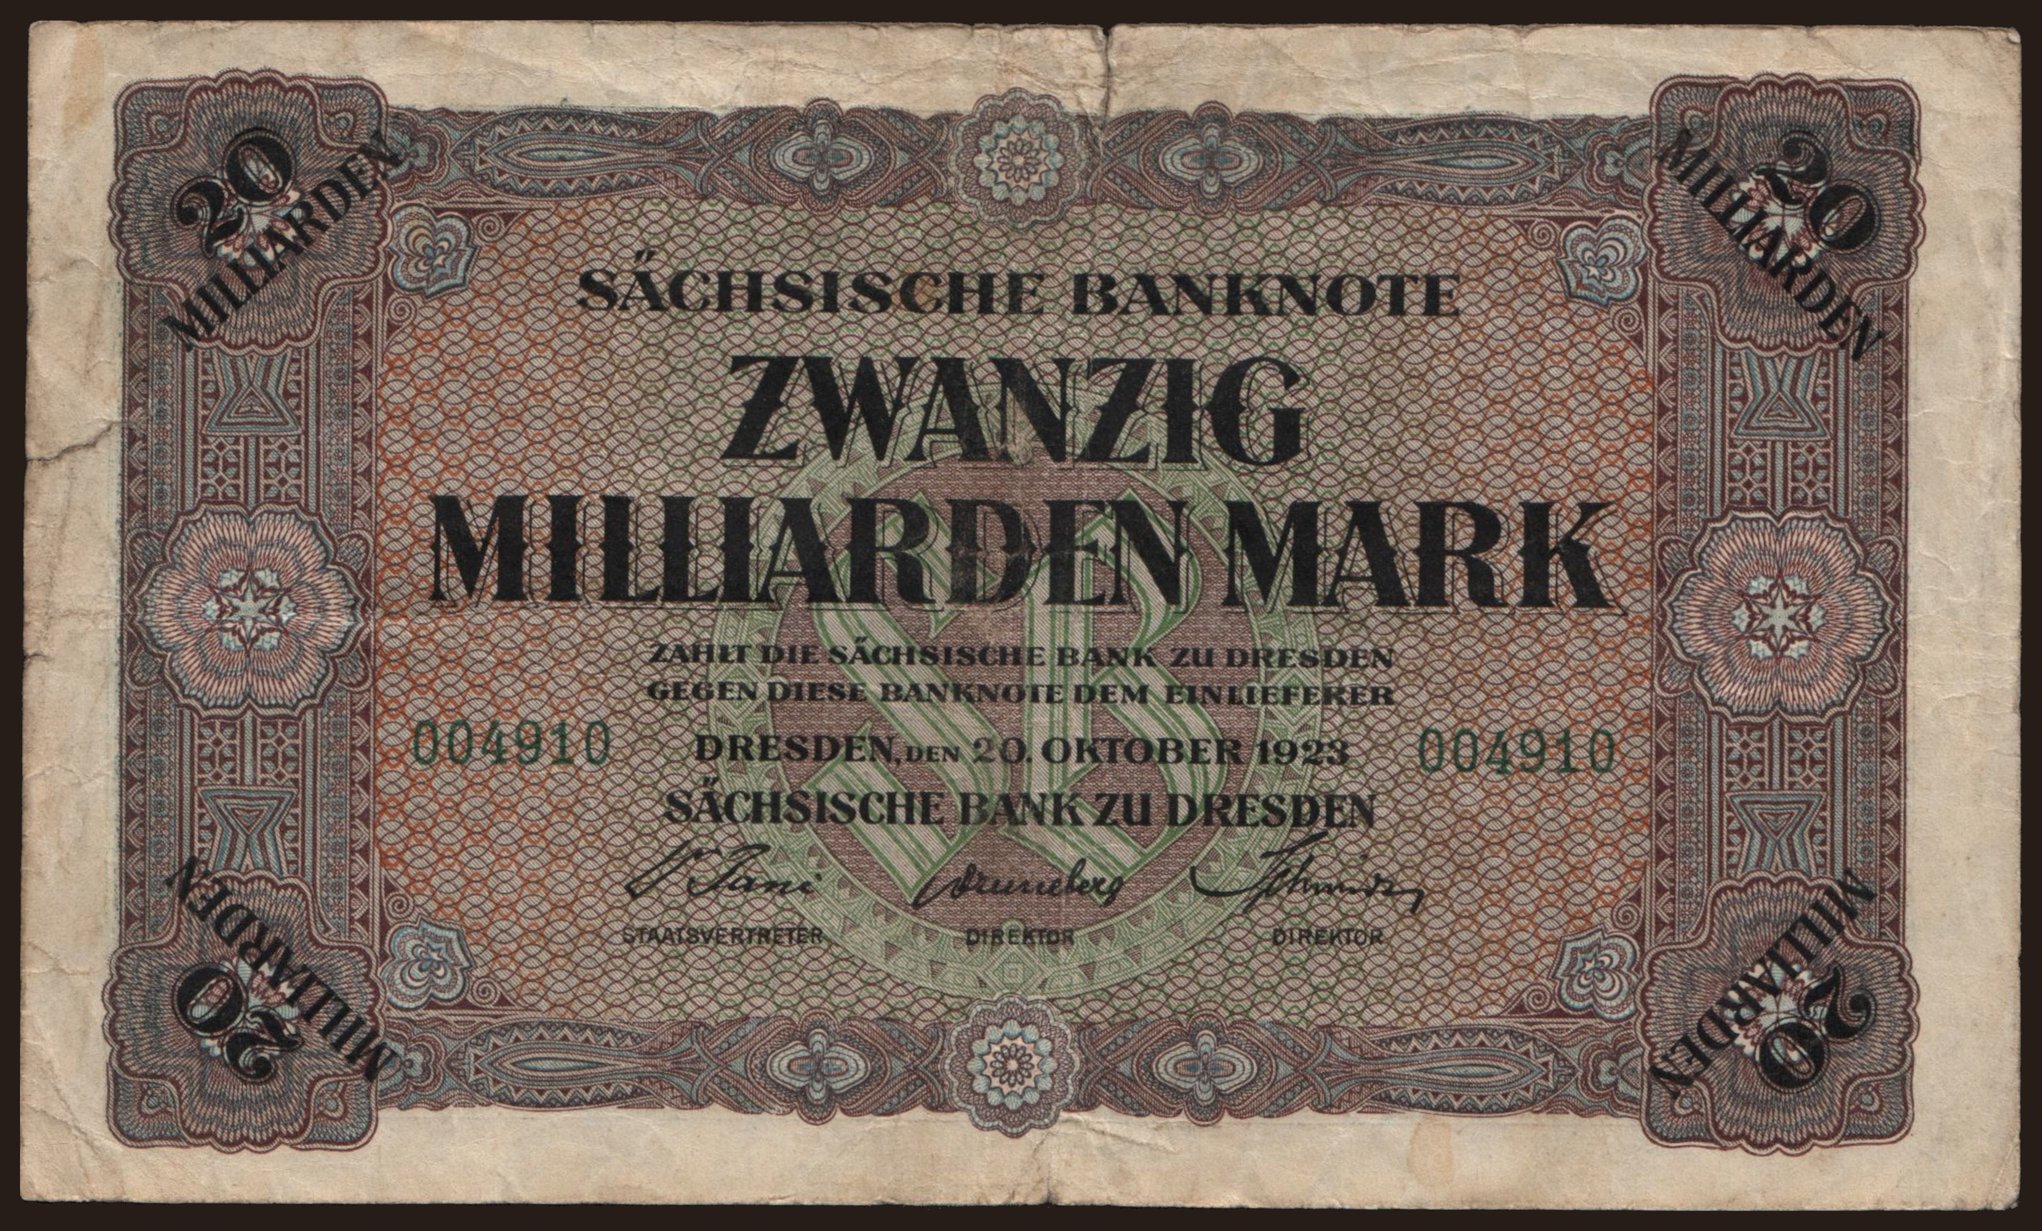 20
MILLIARDEN
20
MILLIARDEN
SÄCHSISCHE BANKNOTE
ZWANZIG
MILLIARDEN MARK
SB
ZAHLT DIE SÄCHSISCHE BANK ZU DRESDEN
GEGEN DIESE BANKNOTE DEM EINLIEFERER
004910
DRESDEN, DEN 20. OKTOBER 1923
004910
SÄCHSISCHE BANK ZU DRESDEN
STAATSVERTRETER
DIREKTOR
DIREKTOR
20
MILLIARDEN
20
MILLIARDEN